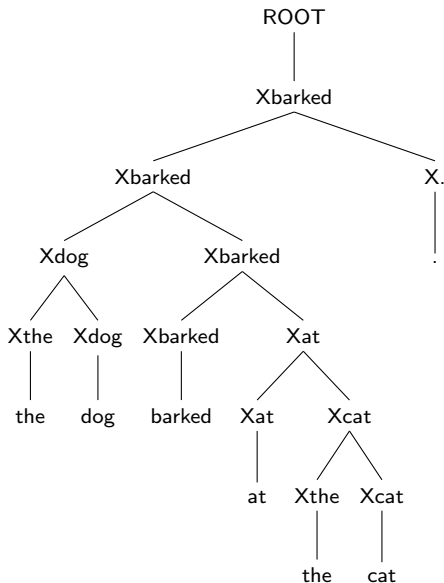 ROOT
Xbarked
Xbarked X.
Xdog Xbarked .
Xthe Xdog Xbarked Xat
the dog barked Xat Xcat
at Xthe Xcat
the cat